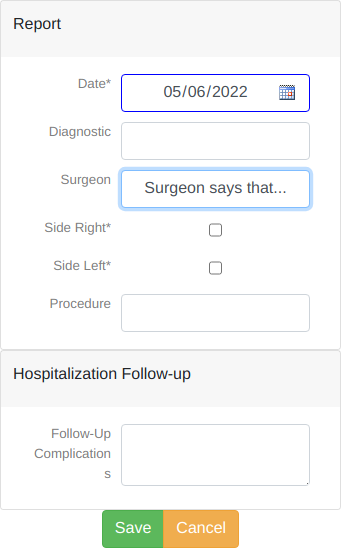 Report
Date*
05/06/2022
Diagnostic
Surgeon
Surgeon says that...
Side Right*
Side Left*
Procedure
Hospitalization Follow-up
Follow-Up
Complication
s
Save
Cancel